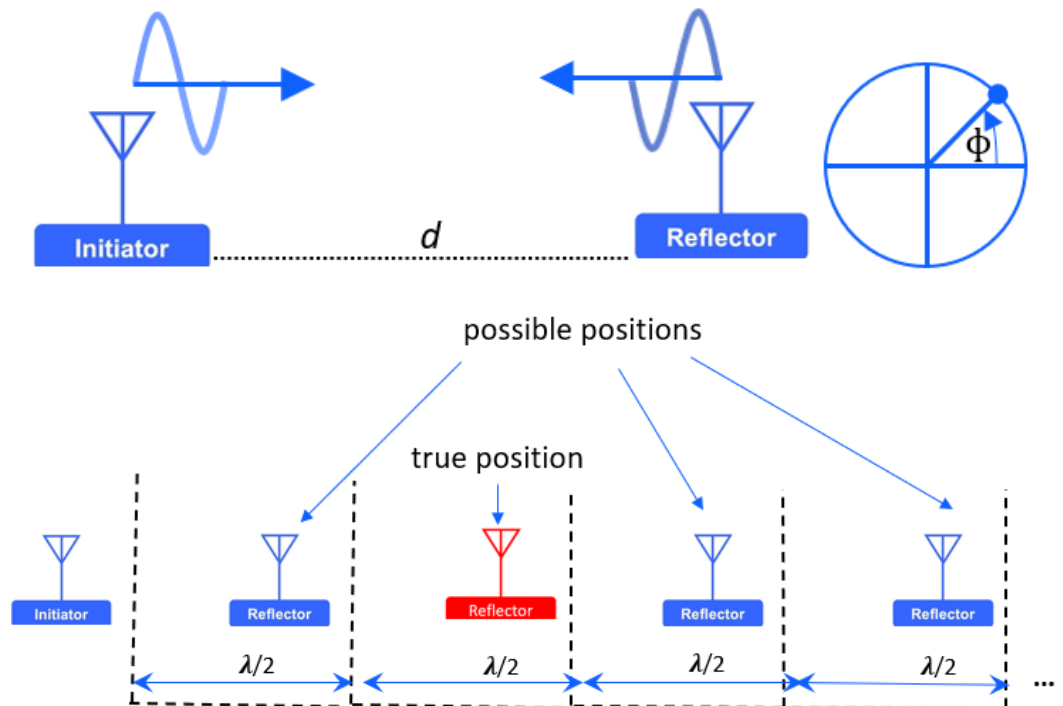 Initiator
d
Reflector
ϕ
possible positions
true position
Initiator
Reflector
Reflector
Reflector
Reflector
λ/2
λ/2
λ/2
λ/2
...